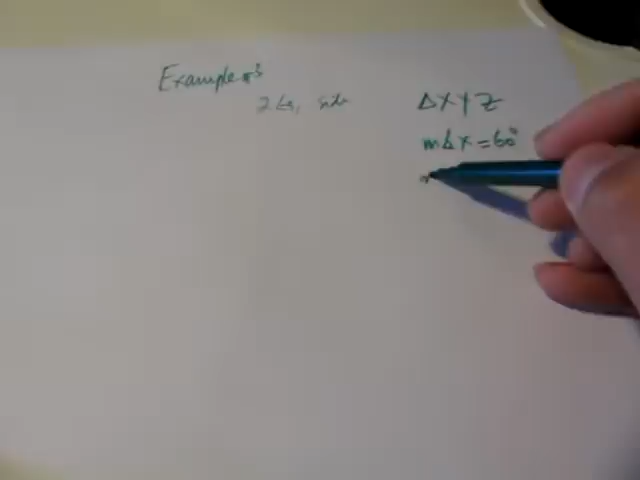 Example #3
2 ∠s, side
ΔXYZ
m∠X=60°